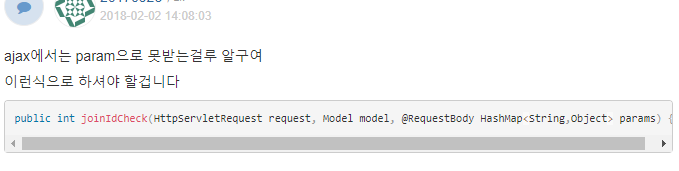 2018-02-02 14:08:03
ajax에서는 param으로 못받는걸루 알구여
이런식으로 하셔야 할겁니다
public int joinIdCheck(HttpServletRequest request, Model model, @RequestBody HashMap<String,Object> params) {